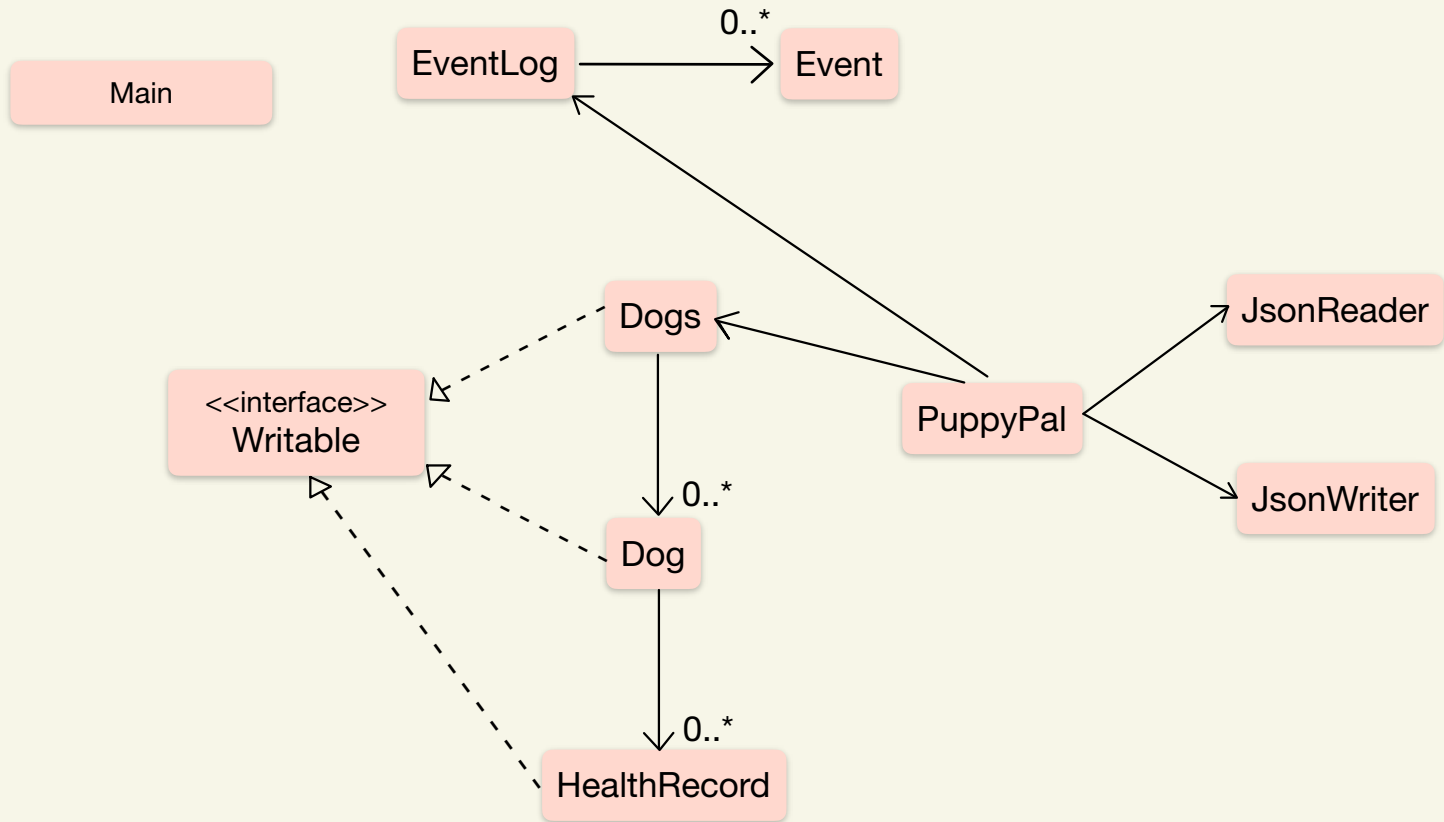 0..*
EventLog
Event
Main
Dogs
JsonReader
<<interface>>
Writable
PuppyPal
0..*
JsonWriter
Dog
0..*
HealthRecord